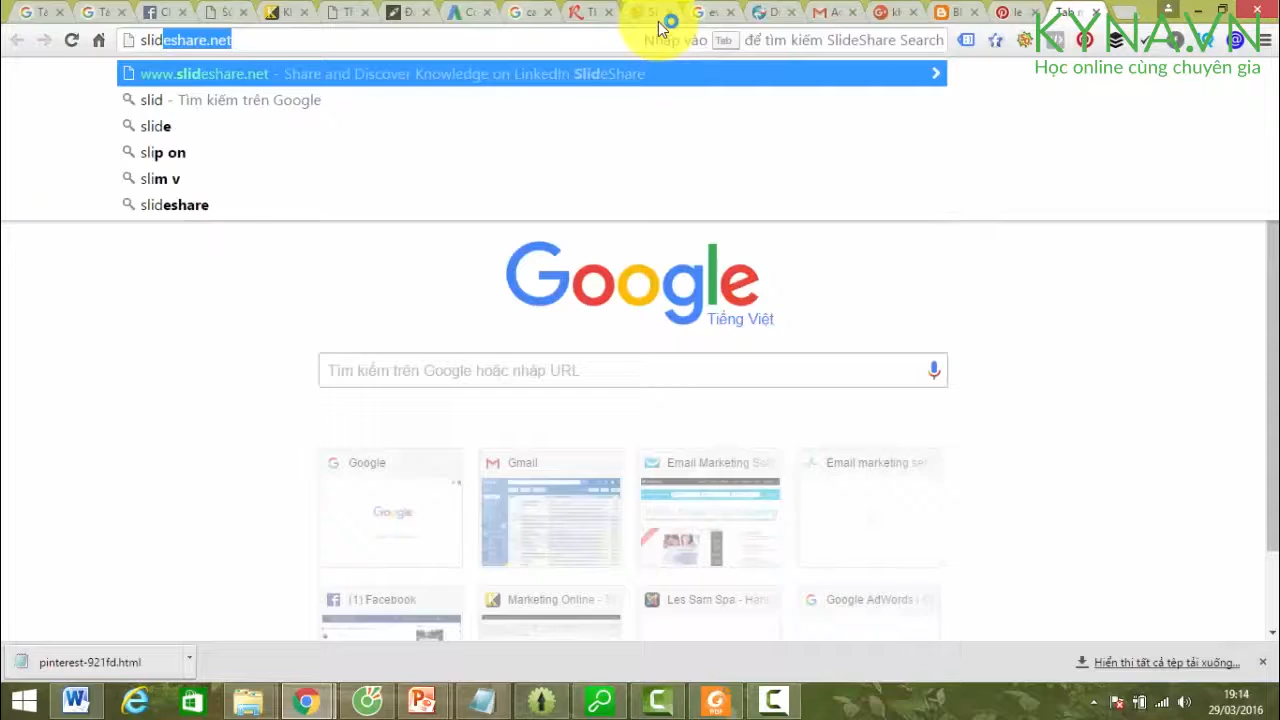 KYNA.VN
Học online cùng chuyên gia
slideshare.net
Nhấp vào Tab để tìm kiếm SlideShare Search
www.slideshare.net - Share and Discover Knowledge on LinkedIn SlideShare
slid - Tìm kiếm trên Google
slide
slip on
slim v
slideshare
Google
Tiếng Việt
Tìm kiếm trên Google hoặc nhập URL
Google
Gmail
Email Marketing
Email marketing
(1) Facebook
Marketing Online -
Les Sam Spa -
Google AdWords
pinterest-921fd.html
Hiển thị tất cả tệp tải xuống...
19:14
29/03/2016